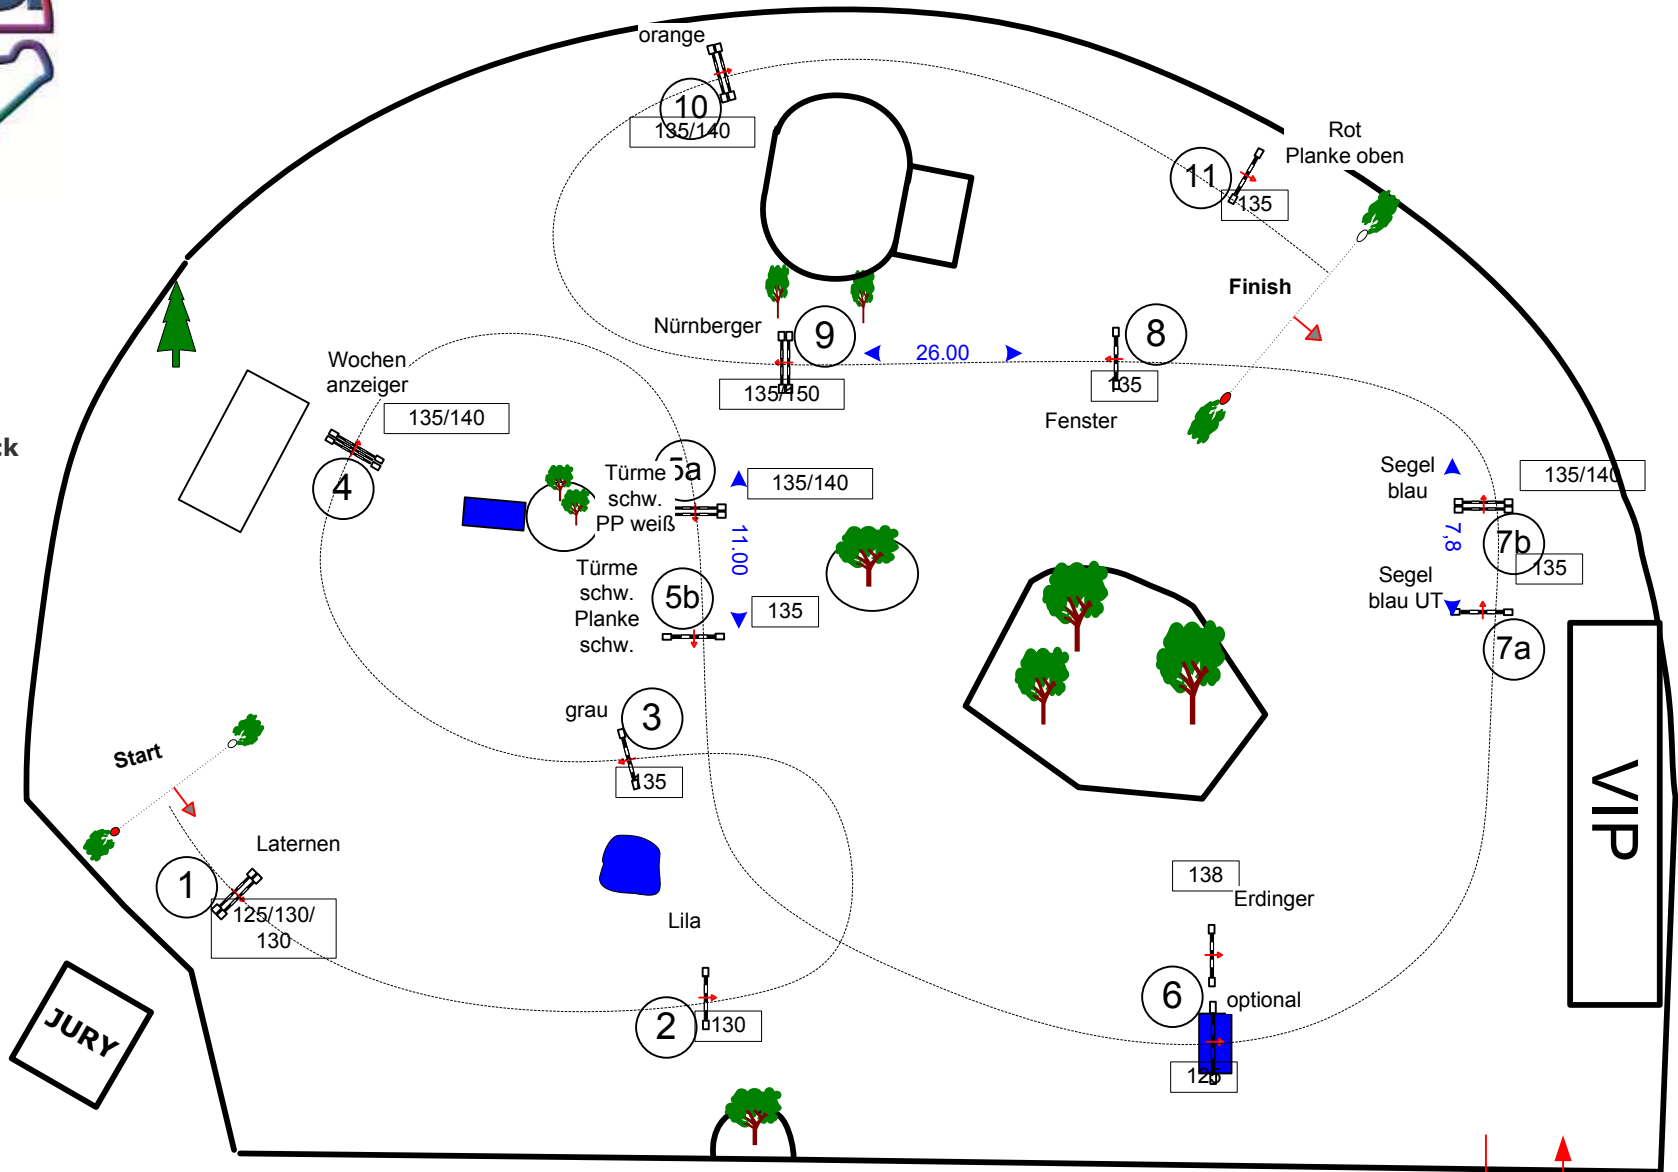 orange
10
135/140
Rot
Planke oben
11
135
Finish
Nürnberger
9
26.00
8
135/150
135
Fenster
Wochen
anzeiger
135/140
4
Türme
schw.
PP weiß
5a
135/140
11.00
Türme
schw.
Planke
schw.
5b
135
Segel
blau
135/140
7,8
7b
135
Segel
blau UT
7a
grau
3
135
Start
Laternen
1
125/130/
130
Lila
2
130
138
Erdinger
6
optional
125
VIP
JURY